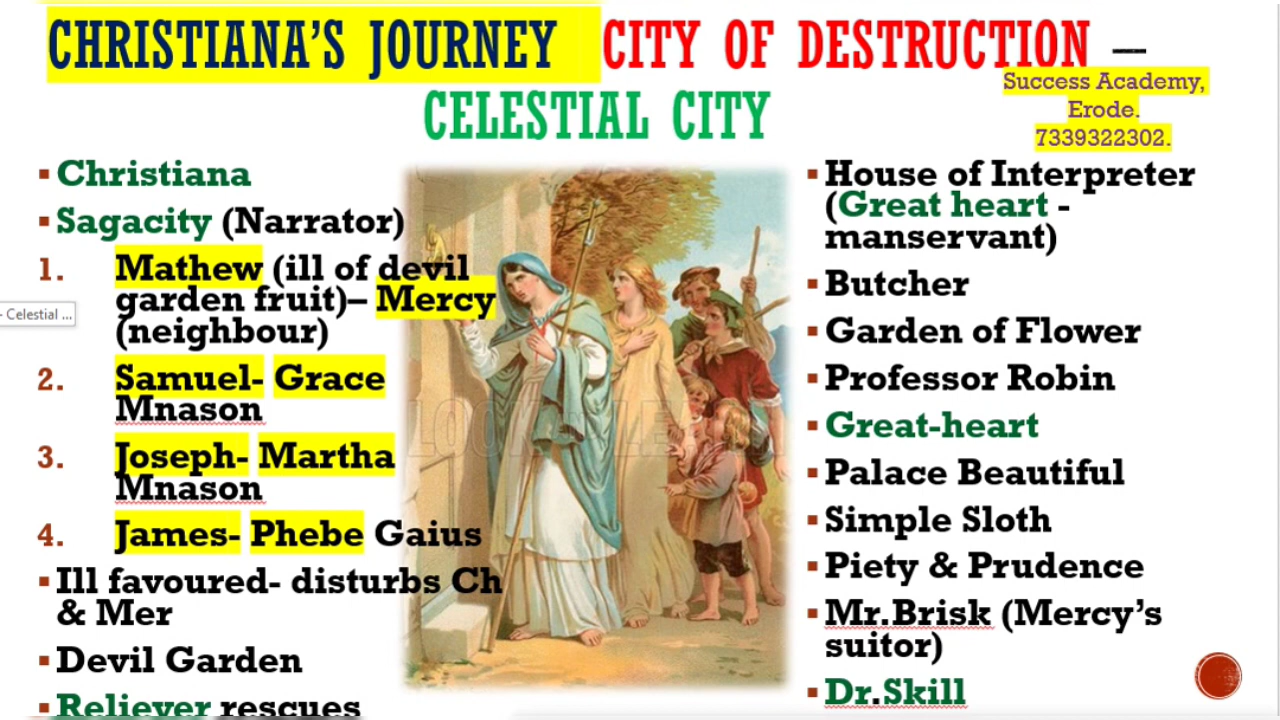 CHRISTIANA'S JOURNEY CITY OF DESTRUCTION –
CELESTIAL CITY
Success Academy,
Erode.
7339322302.
▪ Christiana
▪ Sagacity (Narrator)
1. Mathew (ill of devil
garden fruit)– Mercy
(neighbour)
2. Samuel- Grace
Mnason
3. Joseph- Martha
Mnason
4. James- Phebe Gaius
▪ Ill favoured- disturbs Ch
& Mer
▪ Devil Garden
▪ Reliever rescues
- Celestial ...
▪ House of Interpreter
(Great heart -
manservant)
▪ Butcher
▪ Garden of Flower
▪ Professor Robin
▪ Great-heart
▪ Palace Beautiful
▪ Simple Sloth
▪ Piety & Prudence
▪ Mr.Brisk (Mercy's
suitor)
▪ Dr.Skill